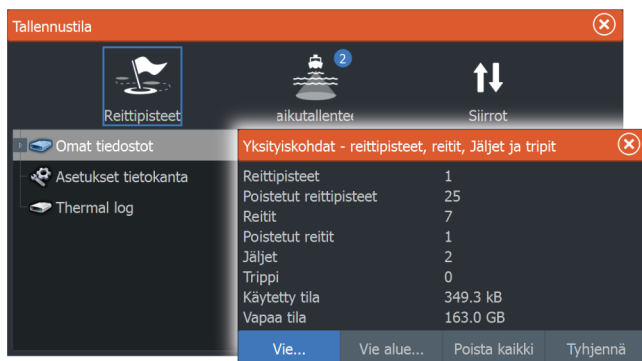 Tallennustila
2
Reittipisteet
aikutallente
Siirrot
Omat tiedostot
Asetukset tietokanta
Thermal log
Yksityiskohdat - reittipisteet, reitit, Jäljet ja tripit
Reittipisteet 1
Poistetut reittipisteet 25
Reitit 7
Poistetut reitit 1
Jäljet 2
Trippi 0
Käytetty tila 349.3 kB
Vapaa tila 163.0 GB
Vie... Vie alue... Poista kaikki Tyhjennä